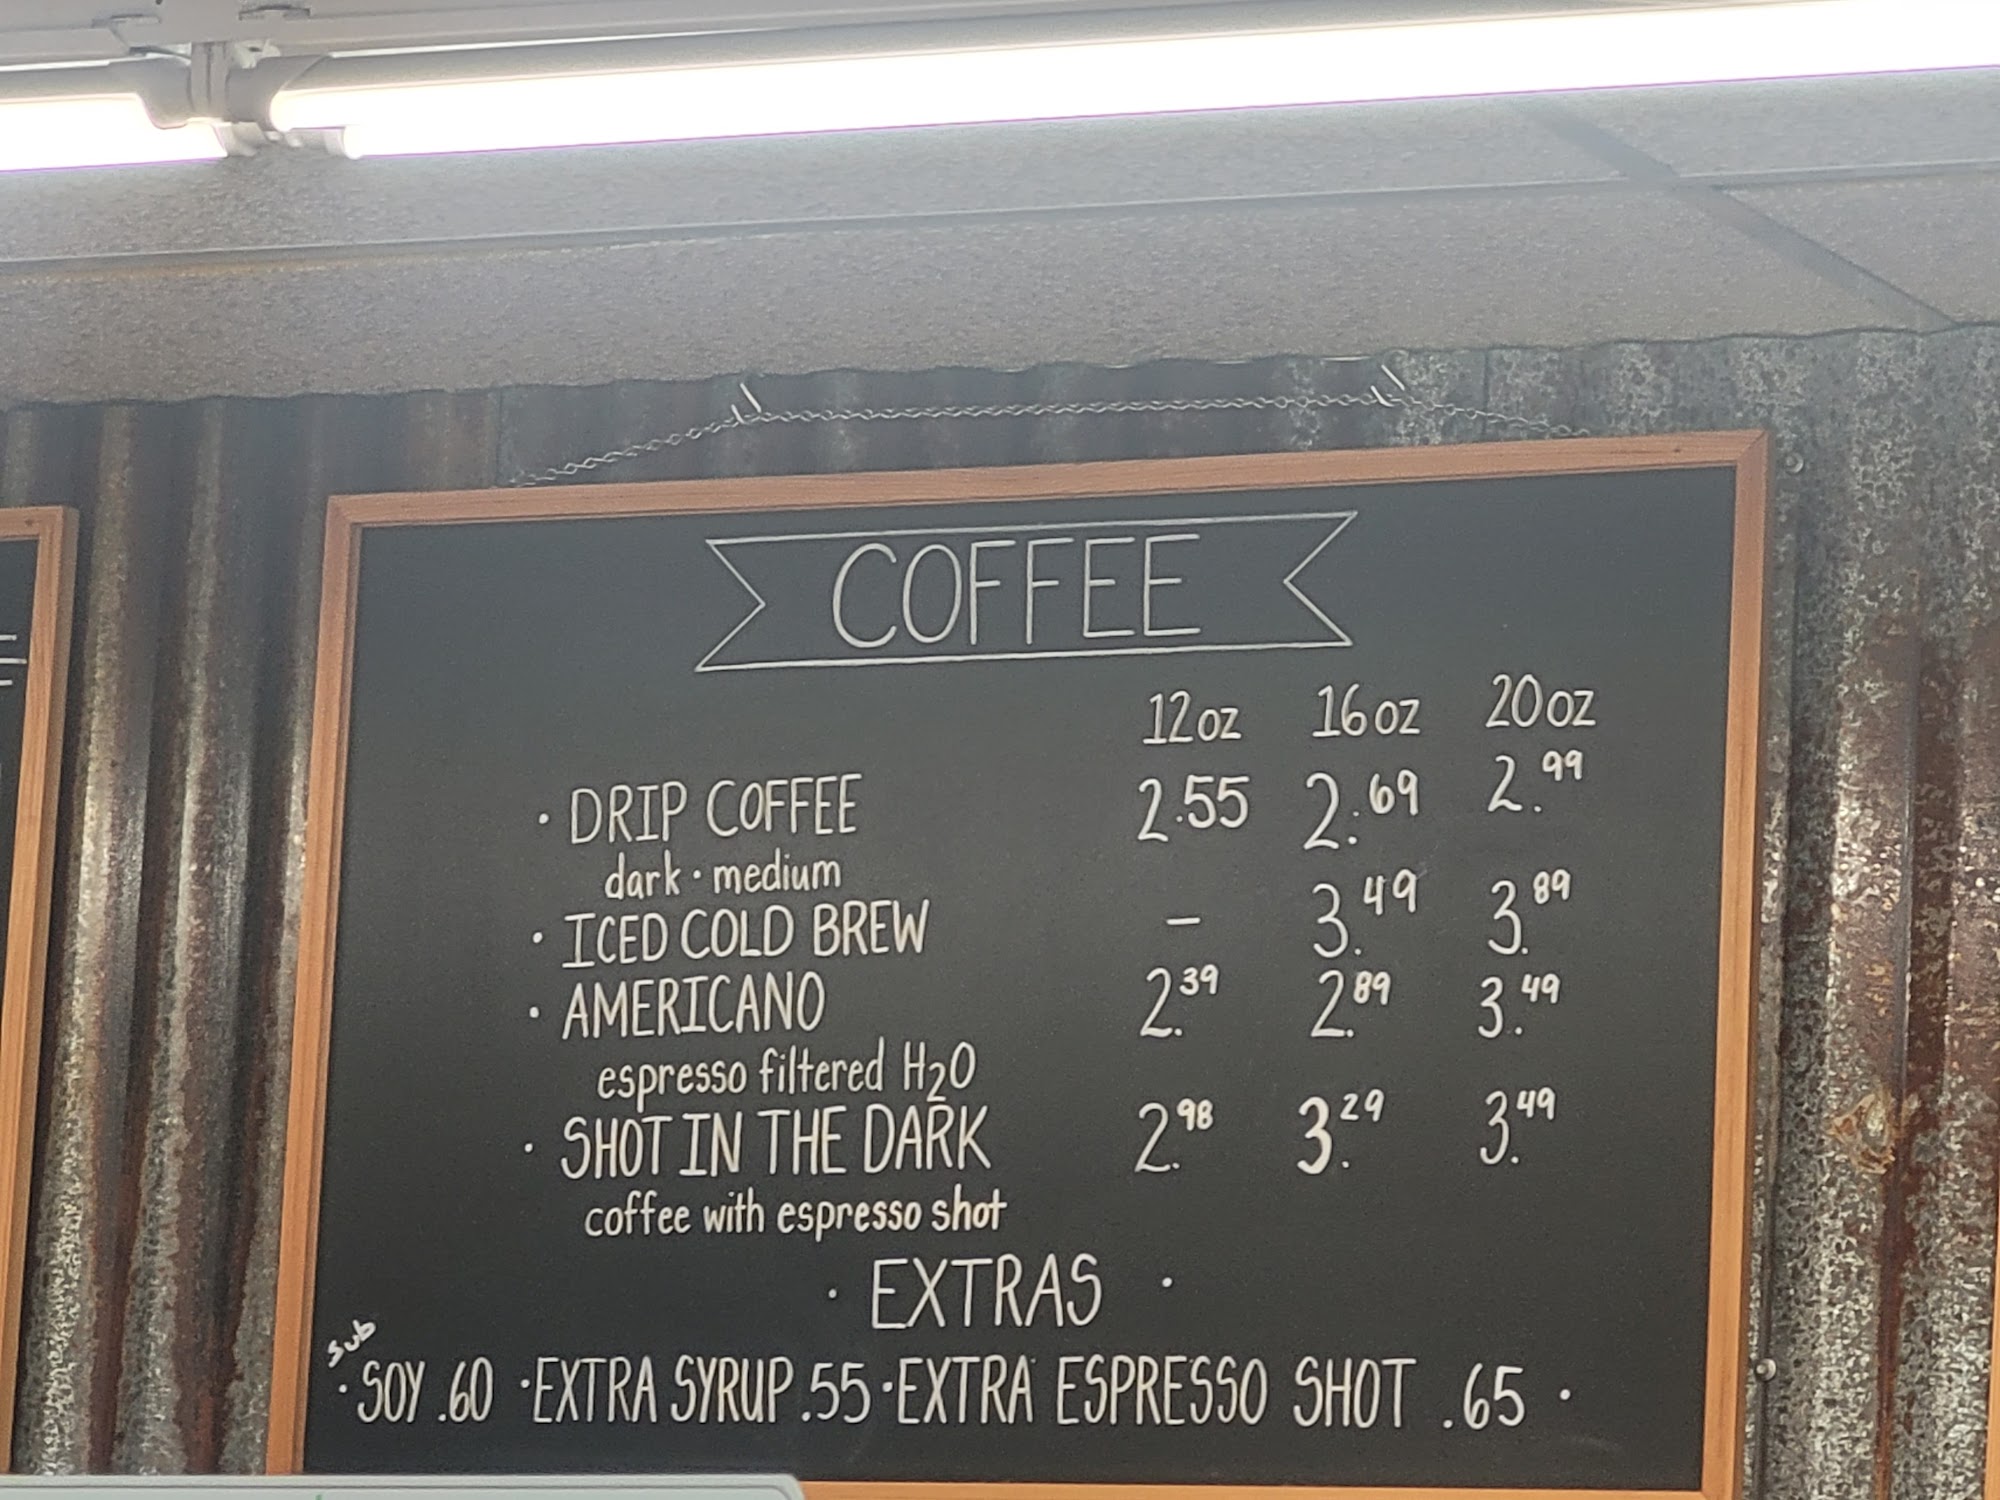 COFFEE
12oz 16oz 20oz
· DRIP COFFEE 2.55 2.69 2.99
dark · medium
· ICED COLD BREW – 3.49 3.89
· AMERICANO 2.39 2.89 3.49
espresso filtered H₂O
· SHOT IN THE DARK 2.98 3.29 3.49
coffee with espresso shot
· EXTRAS ·
sub
· SOY .60 · EXTRA SYRUP .55 · EXTRA ESPRESSO SHOT .65 ·